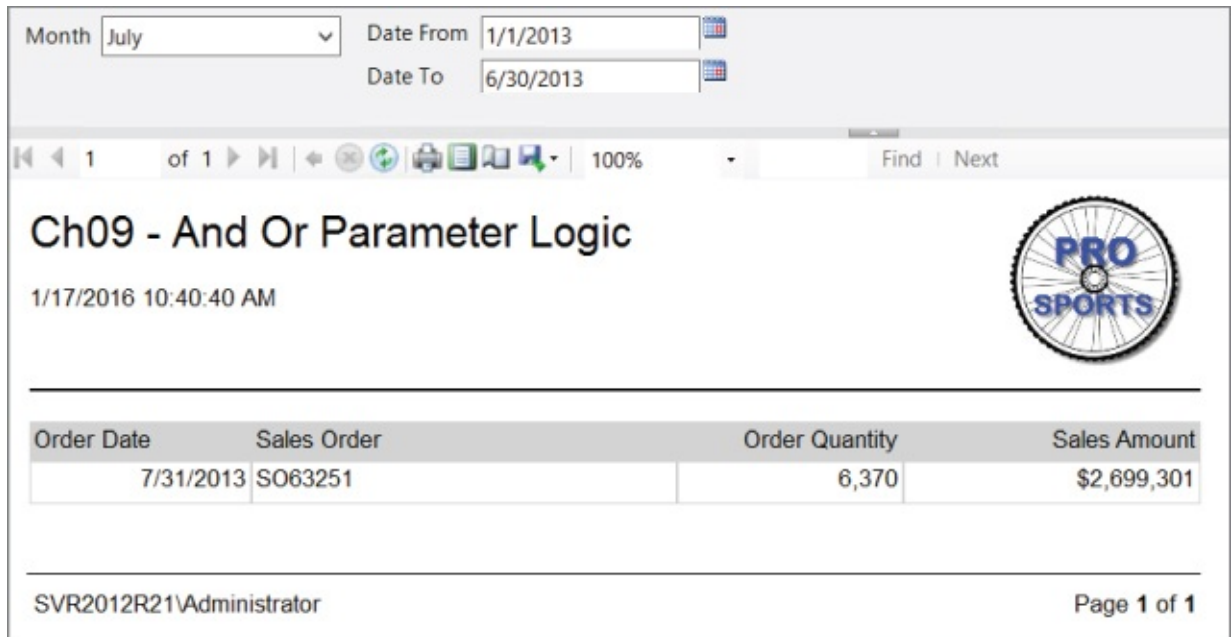 Month July Date From 1/1/2013
Date To 6/30/2013
1 of 1 100% Find | Next
Ch09 - And Or Parameter Logic
1/17/2016 10:40:40 AM
PRO
SPORTS
Order Date Sales Order Order Quantity Sales Amount
7/31/2013 SO63251 6,370 $2,699,301
SVR2012R21\Administrator Page 1 of 1